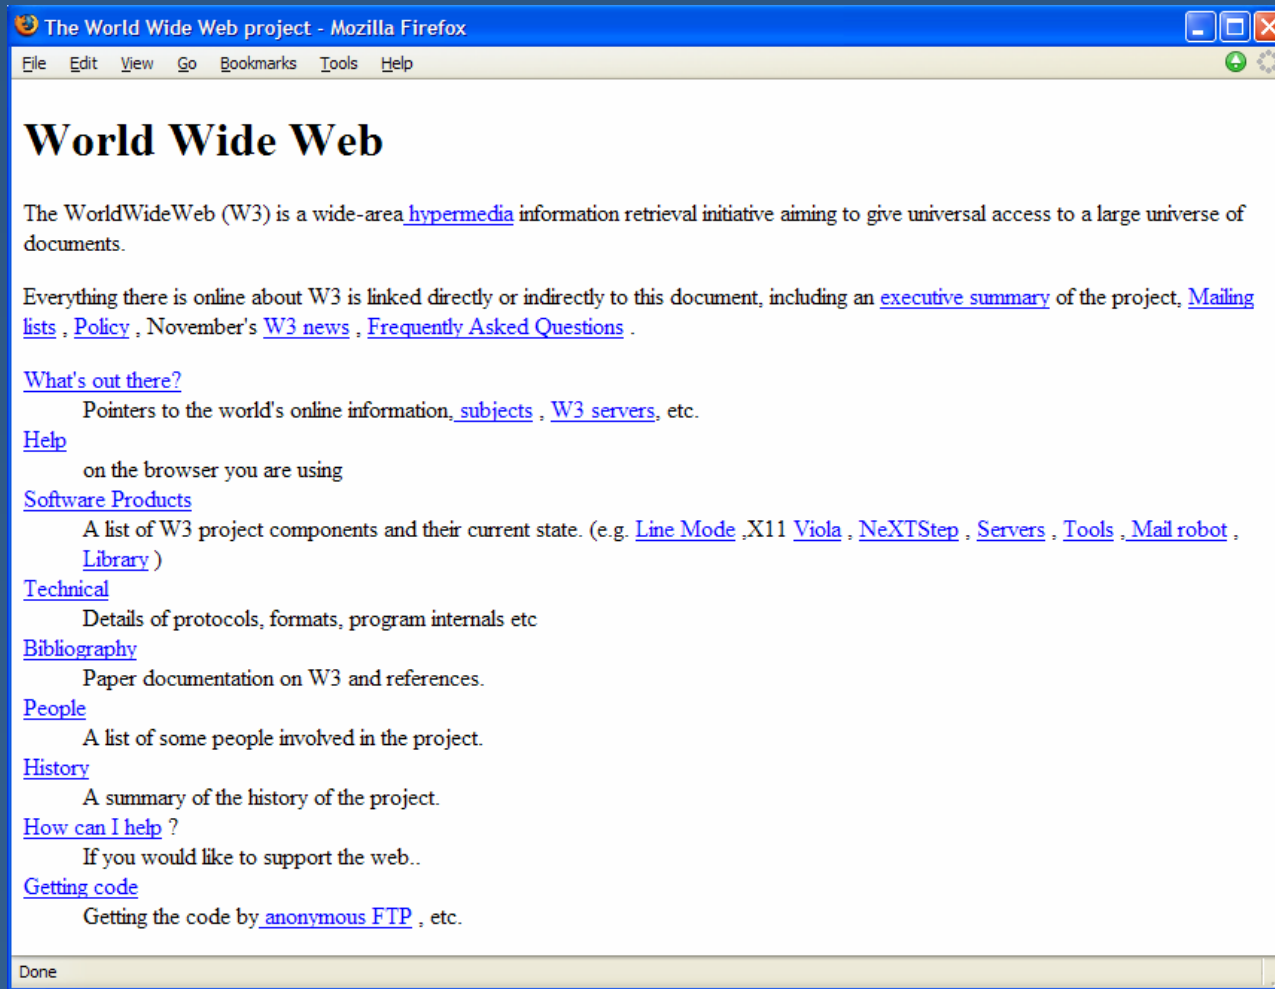 The World Wide Web project - Mozilla Firefox
File Edit View Go Bookmarks Tools Help
World Wide Web
The WorldWideWeb (W3) is a wide-area hypermedia information retrieval initiative aiming to give universal access to a large universe of
documents.
Everything there is online about W3 is linked directly or indirectly to this document, including an executive summary of the project, Mailing
lists , Policy , November's W3 news , Frequently Asked Questions .
What's out there?
Pointers to the world's online information, subjects , W3 servers, etc.
Help
on the browser you are using
Software Products
A list of W3 project components and their current state. (e.g. Line Mode ,X11 Viola , NeXTStep , Servers , Tools , Mail robot ,
Library )
Technical
Details of protocols, formats, program internals etc
Bibliography
Paper documentation on W3 and references.
People
A list of some people involved in the project.
History
A summary of the history of the project.
How can I help ?
If you would like to support the web..
Getting code
Getting the code by anonymous FTP , etc.
Done